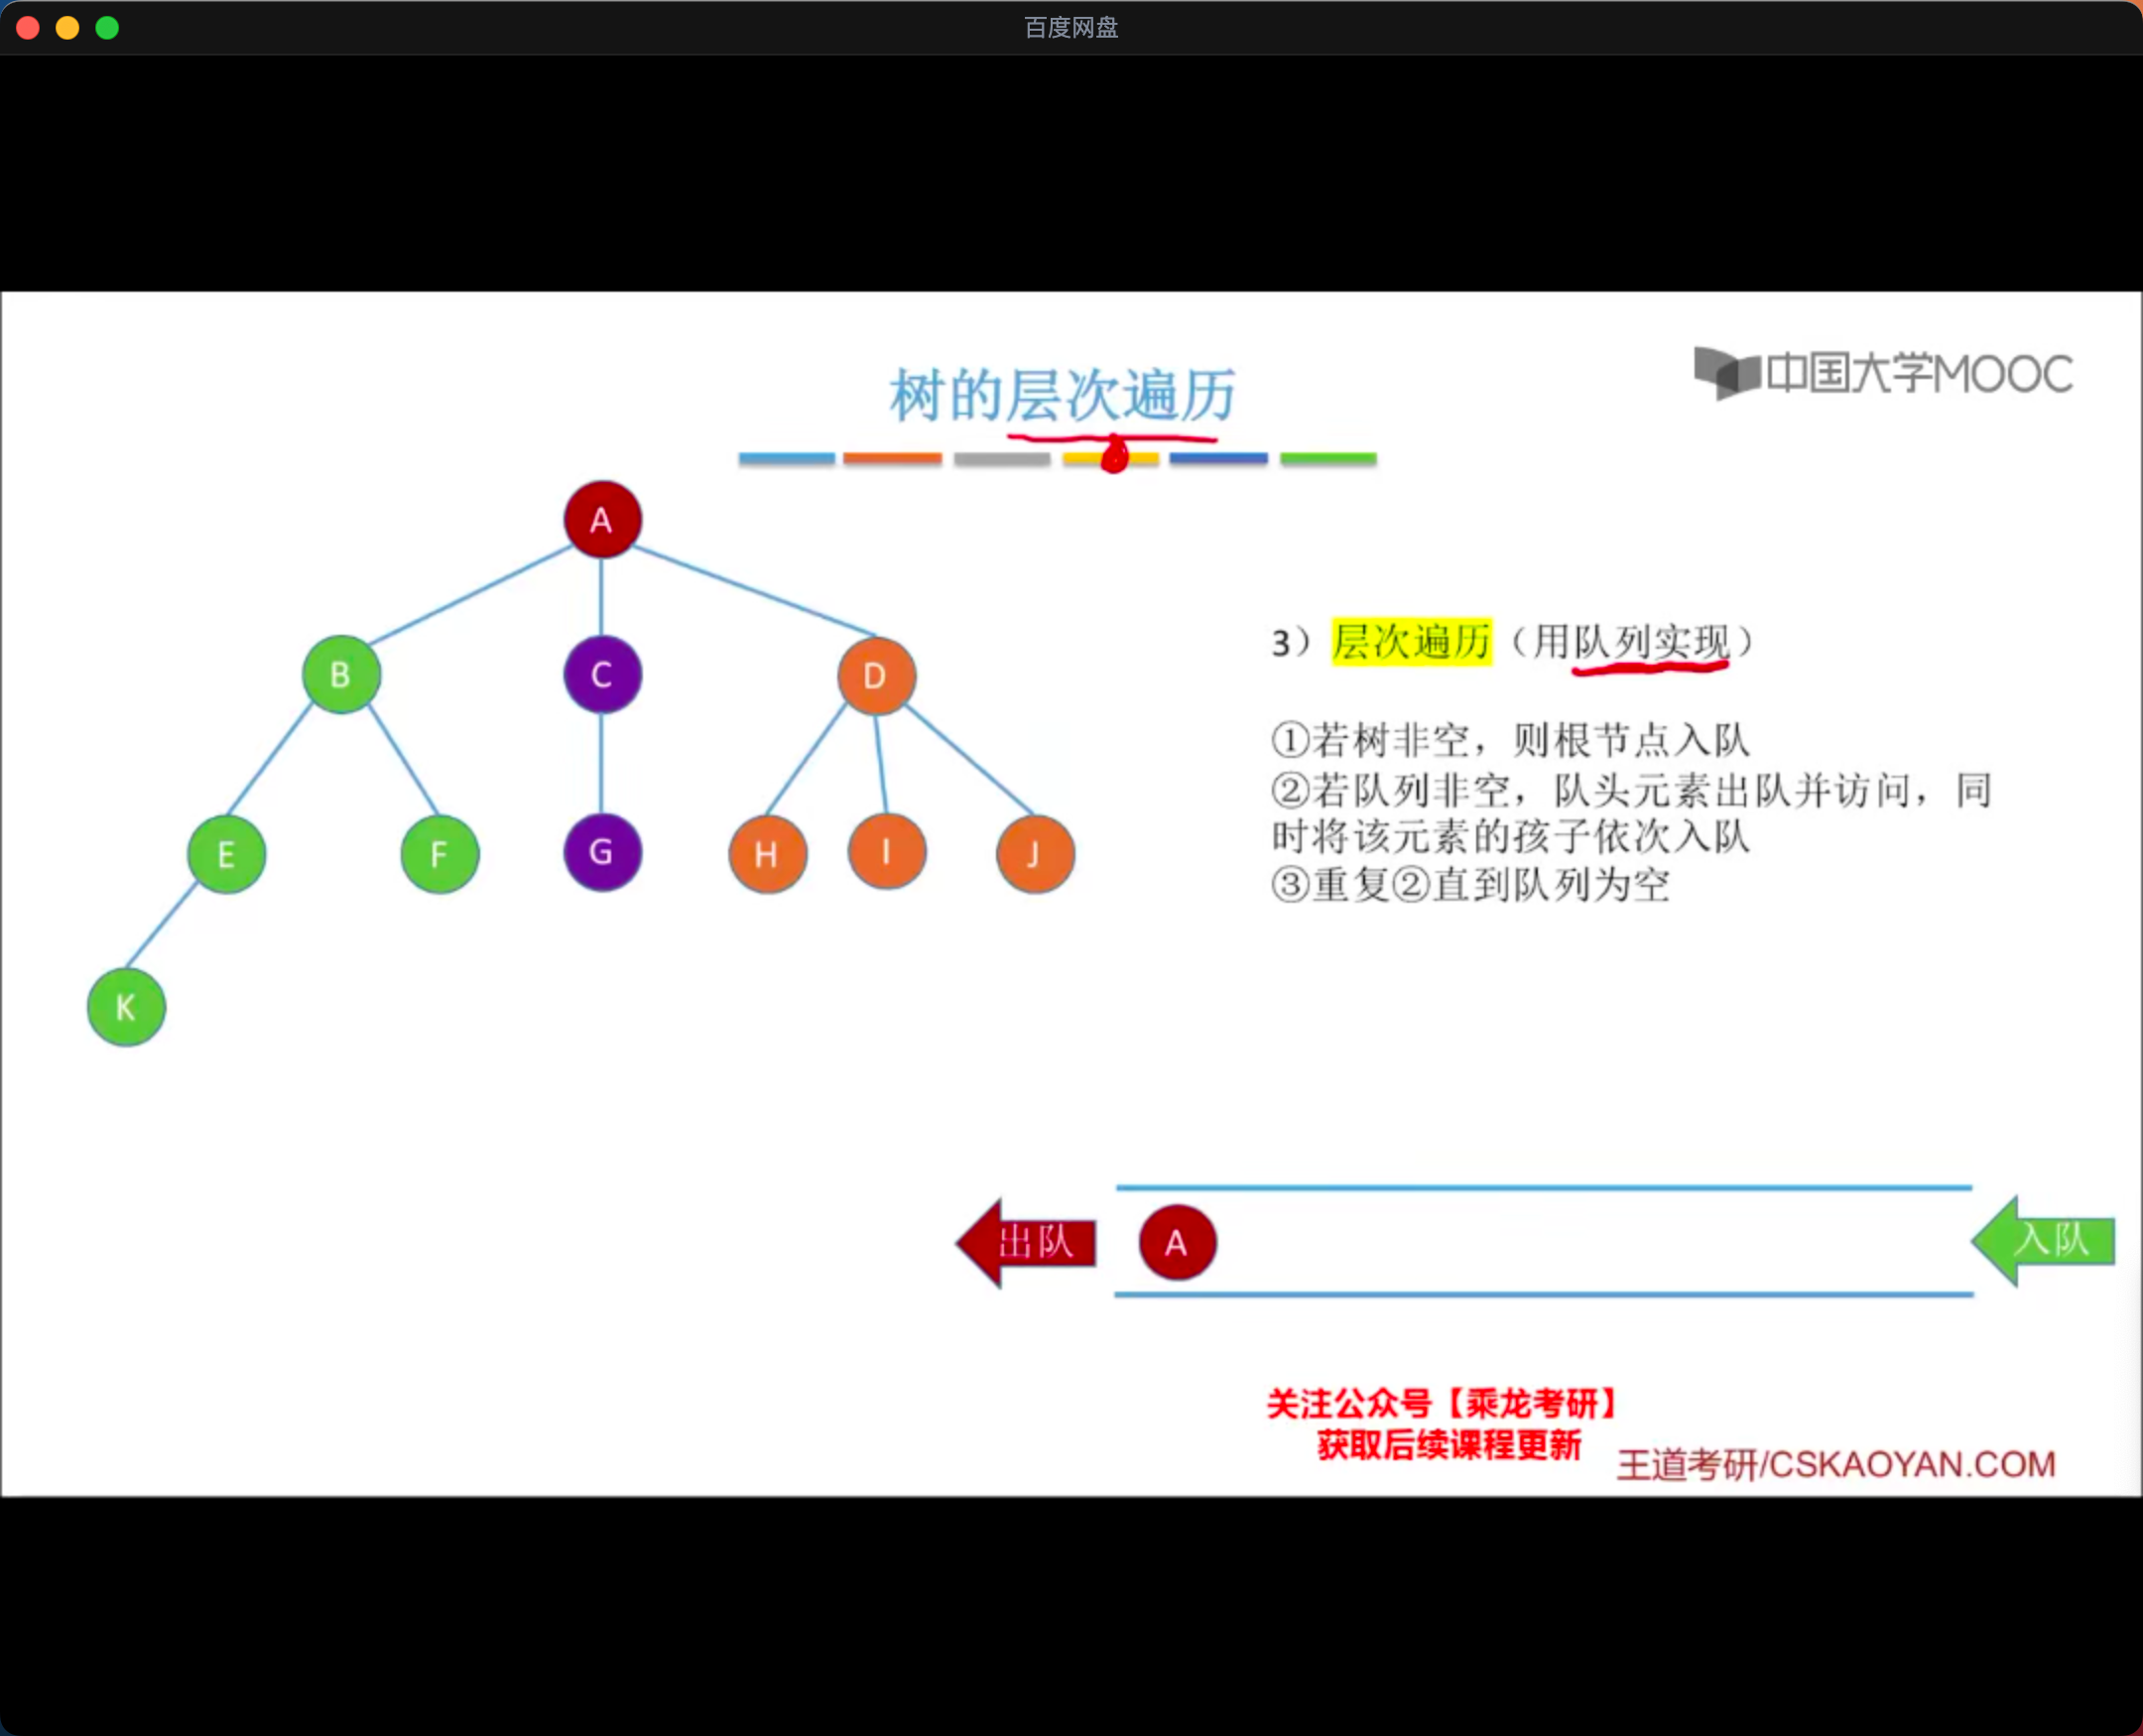 百度网盘
中国大学MOOC
树的层次遍历
A
B
C
D
E
F
G
H
I
J
K
3）层次遍历（用队列实现）
①若树非空，则根节点入队
②若队列非空，队头元素出队并访问，同
时将该元素的孩子依次入队
③重复②直到队列为空
出队
A
入队
关注公众号【乘龙考研】
获取后续课程更新
王道考研/CSKAOYAN.COM